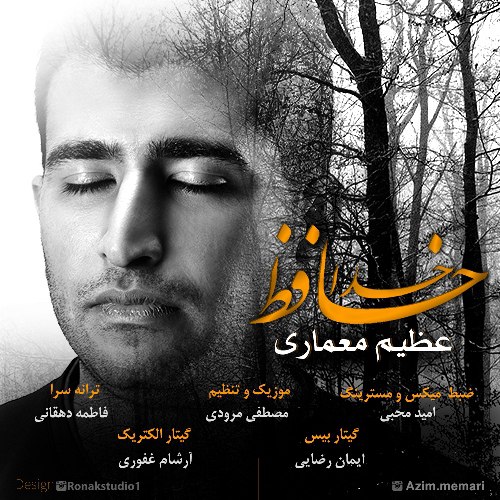 خداحافظ
عظیم معماری
ضبط میکس و مسترینگ
امید محبی
موزیک و تنظیم
مصطفی مرودی
ترانه سرا
فاطمه دهقانی
گیتار بیس
ایمان رضایی
گیتار الکتریک
آرشام غفوری
Design: Ronakstudio1
Azim.memari